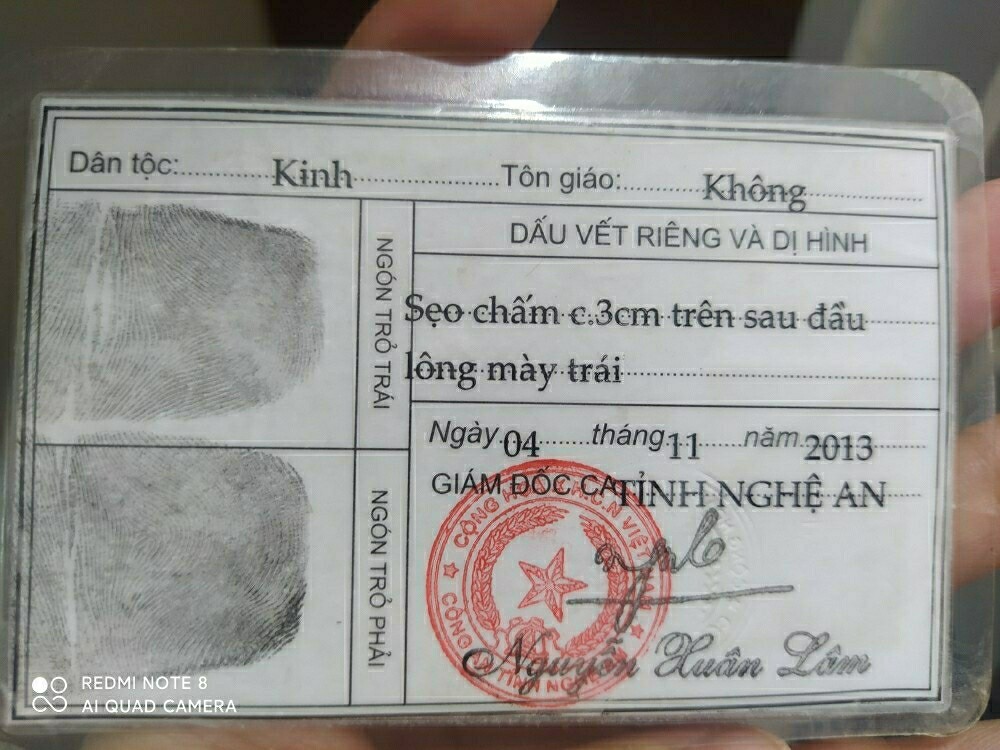 Dân tộc: Kinh Tôn giáo: Không
DẤU VẾT RIÊNG VÀ DỊ HÌNH
NGÓN TRỎ TRÁI
Sẹo chấm c.3cm trên sau đầu
lông mày trái
Ngày 04 tháng 11 năm 2013
GIÁM ĐỐC CA TỈNH NGHỆ AN
NGÓN TRỎ PHẢI
Nguyễn Xuân Lâm
REDMI NOTE 8
AI QUAD CAMERA